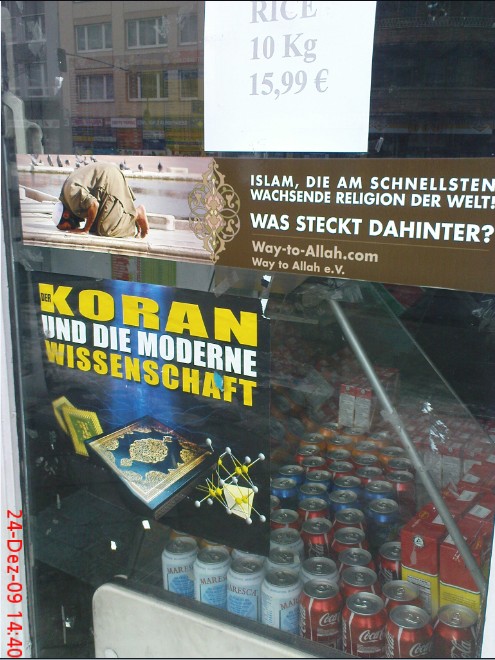 RICE
10 Kg
15,99 €
ISLAM, DIE AM SCHNELLSTEN
WACHSENDE RELIGION DER WELT!
WAS STECKT DAHINTER?
Way-to-Allah.com
Way to Allah e.V.
DER
KORAN
UND DIE MODERNE
WISSENSCHAFT
MARESCA
Coca-Cola
24-Dez-09 14:40